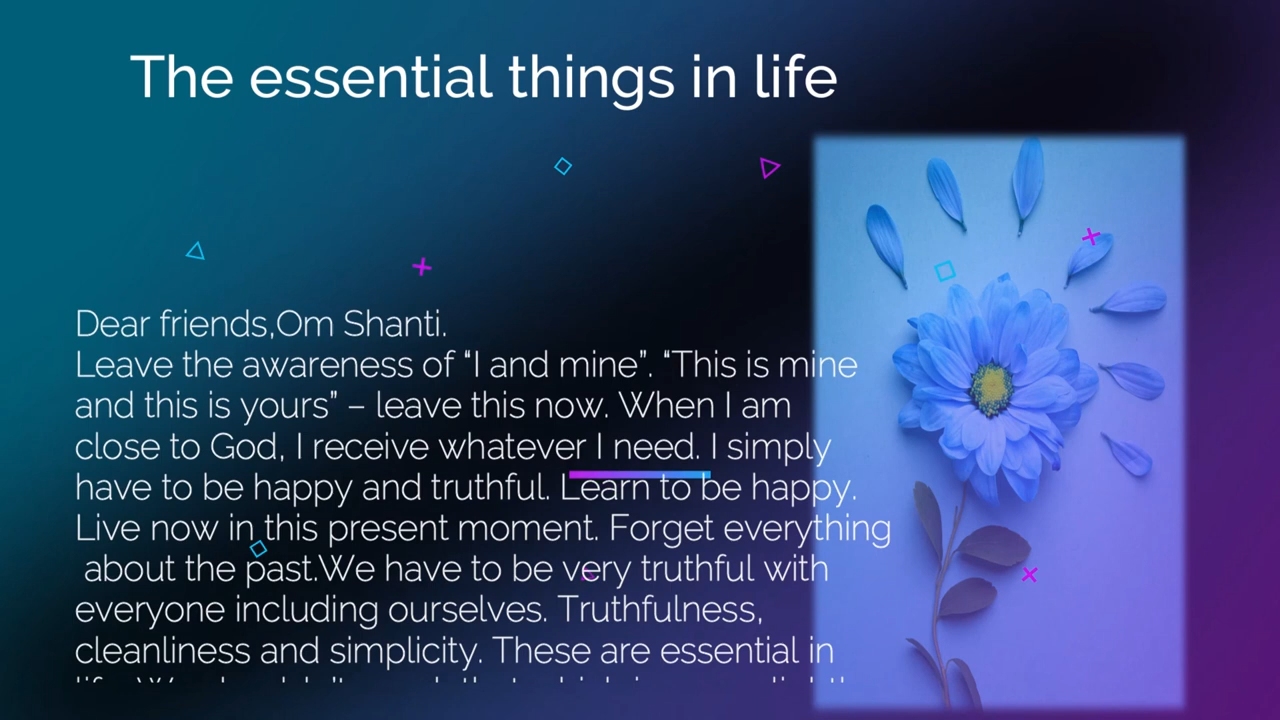 The essential things in life
Dear friends,Om Shanti.
Leave the awareness of “I and mine”. “This is mine
and this is yours” – leave this now. When I am
close to God, I receive whatever I need. I simply
have to be happy and truthful. Learn to be happy.
Live now in this present moment. Forget everything
about the past.We have to be very truthful with
everyone including ourselves. Truthfulness,
cleanliness and simplicity. These are essential in